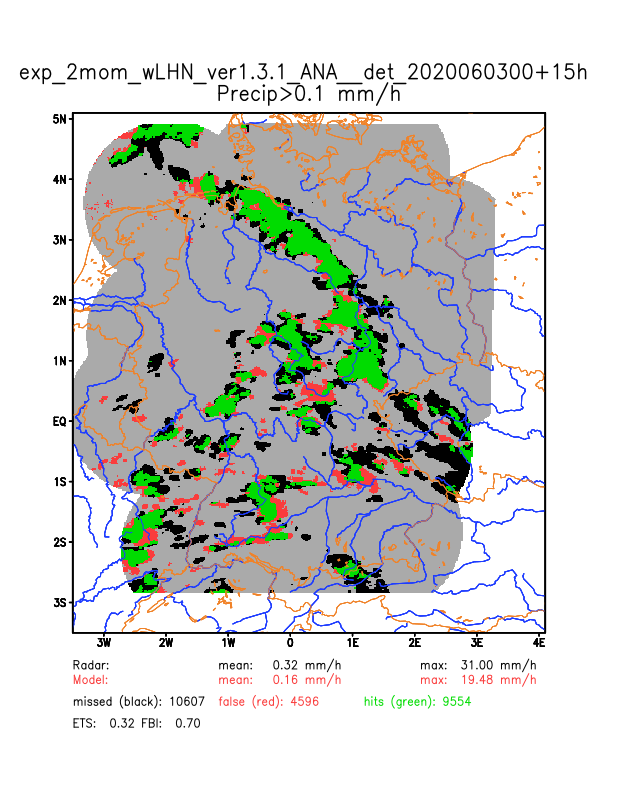 exp_2mom_wLHN_ver1.3.1_ANA__det_2020060300+15h
Precip>0.1 mm/h
5N
4N
3N
2N
1N
EQ
1S
2S
3S
3W 2W 1W 0 1E 2E 3E 4E
Radar: mean: 0.32 mm/h max: 31.00 mm/h
Model: mean: 0.16 mm/h max: 19.48 mm/h
missed (black): 10607 false (red): 4596 hits (green): 9554
ETS: 0.32 FBI: 0.70